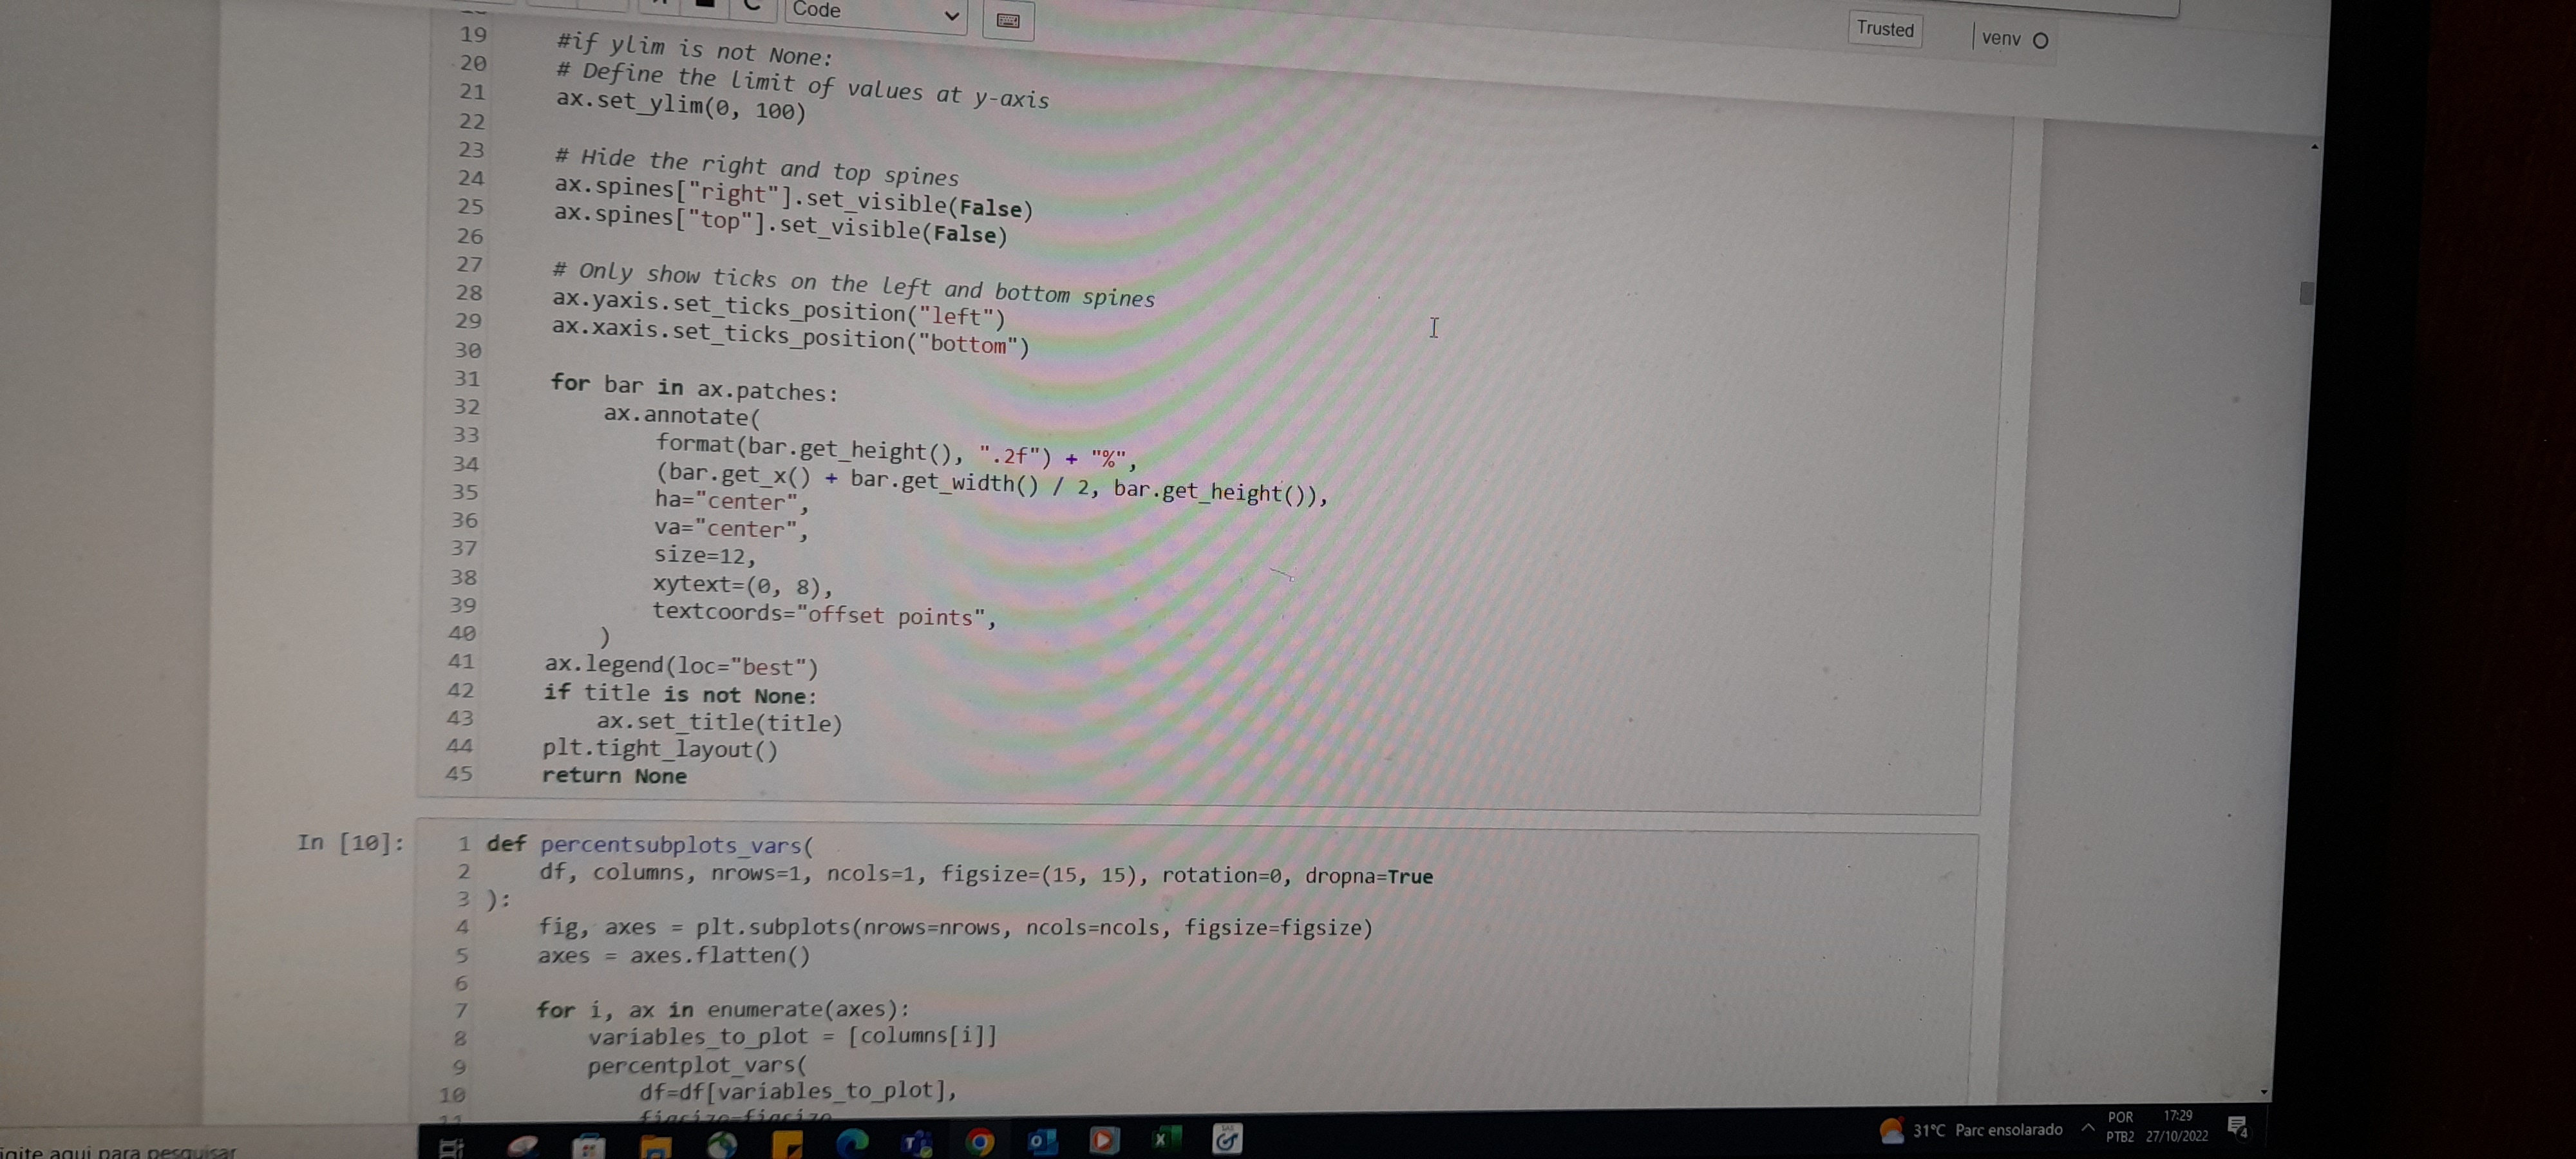 Code
Trusted
venv
19 #if ylim is not None:
20 # Define the limit of values at y-axis
21 ax.set_ylim(0, 100)
22
23 # Hide the right and top spines
24 ax.spines["right"].set_visible(False)
25 ax.spines["top"].set_visible(False)
26
27 # Only show ticks on the left and bottom spines
28 ax.yaxis.set_ticks_position("left")
29 ax.xaxis.set_ticks_position("bottom")
30
31 for bar in ax.patches:
32 ax.annotate(
33 format(bar.get_height(), ".2f") + "%",
34 (bar.get_x() + bar.get_width() / 2, bar.get_height()),
35 ha="center",
36 va="center",
37 size=12,
38 xytext=(0, 8),
39 textcoords="offset points",
40 )
41 ax.legend(loc="best")
42 if title is not None:
43 ax.set_title(title)
44 plt.tight_layout()
45 return None
In [10]:
1 def percentsubplots_vars(
2 df, columns, nrows=1, ncols=1, figsize=(15, 15), rotation=0, dropna=True
3 ):
4 fig, axes = plt.subplots(nrows=nrows, ncols=ncols, figsize=figsize)
5 axes = axes.flatten()
6
7 for i, ax in enumerate(axes):
8 variables_to_plot = [columns[i]]
9 percentplot_vars(
10 df=df[variables_to_plot],
11 figsize=figsize
igite aqui para pesquisar
31°C Parc ensolarado
POR
PTB2
17:29
27/10/2022
4